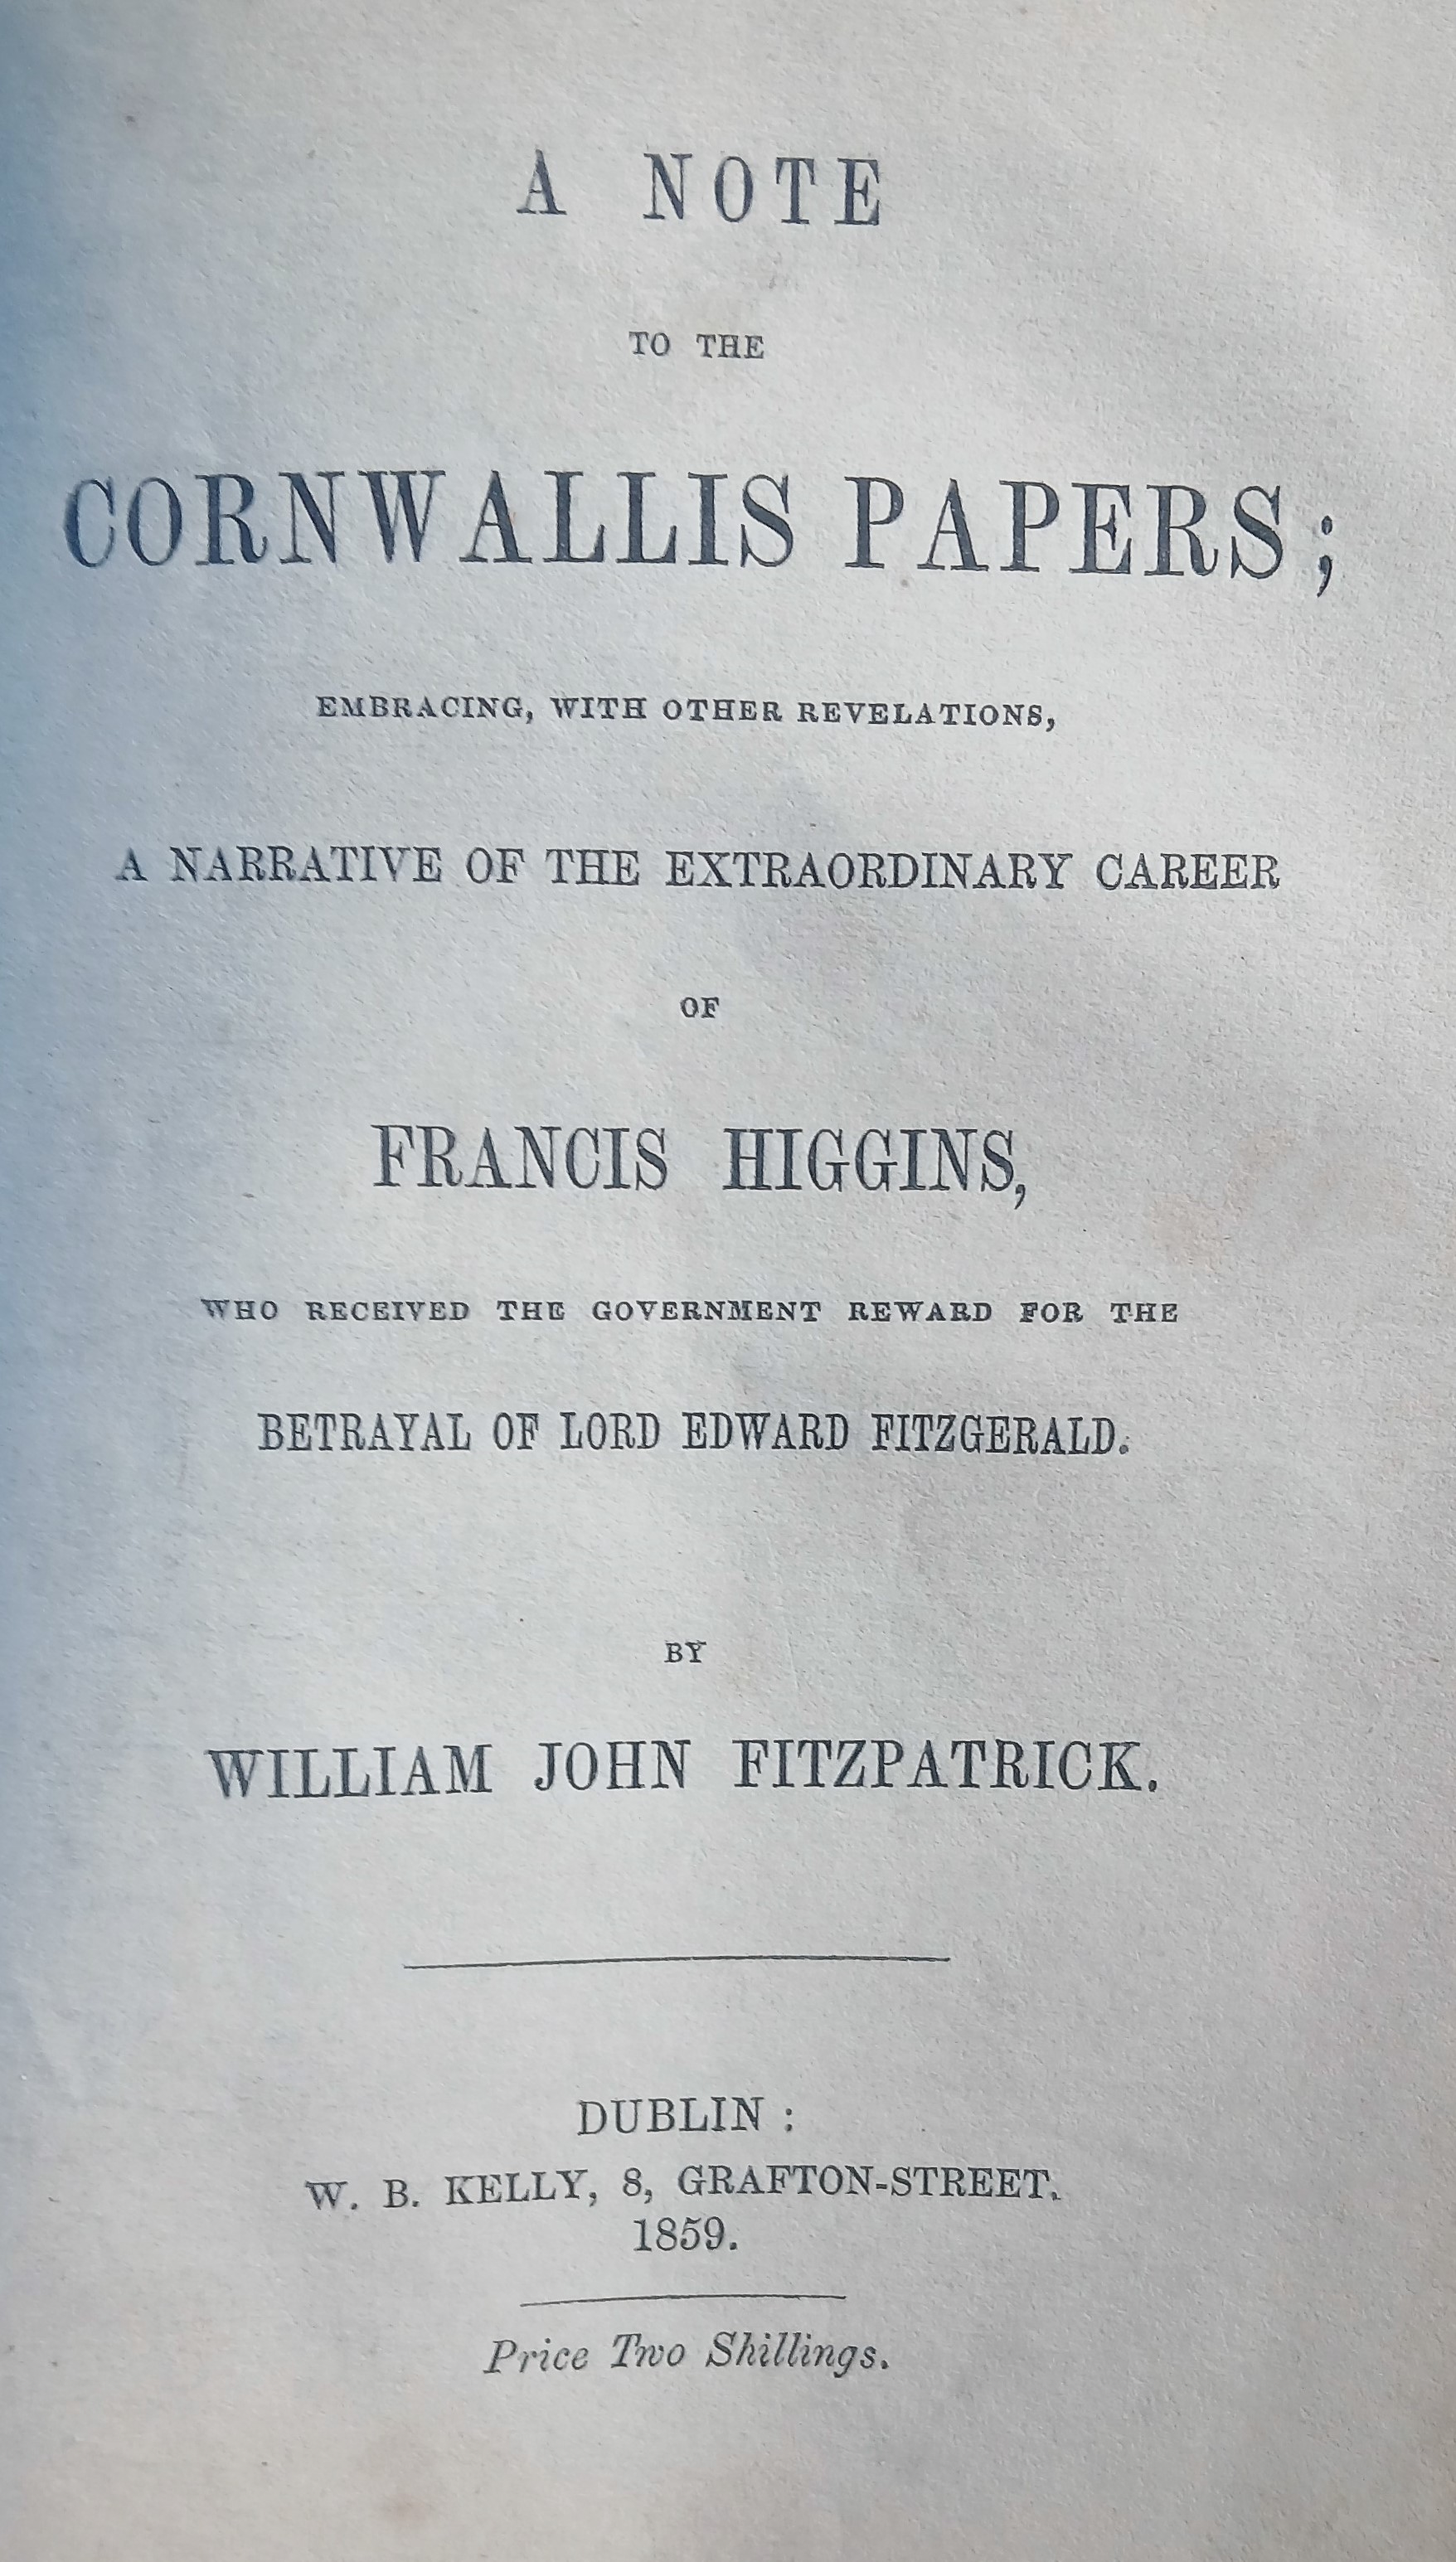 A NOTE
TO THE
CORNWALLIS PAPERS;
EMBRACING, WITH OTHER REVELATIONS,
A NARRATIVE OF THE EXTRAORDINARY CAREER
OF
FRANCIS HIGGINS,
WHO RECEIVED THE GOVERNMENT REWARD FOR THE
BETRAYAL OF LORD EDWARD FITZGERALD.
BY
WILLIAM JOHN FITZPATRICK.
DUBLIN:
W. B. KELLY, 8, GRAFTON-STREET.
1859.
Price Two Shillings.